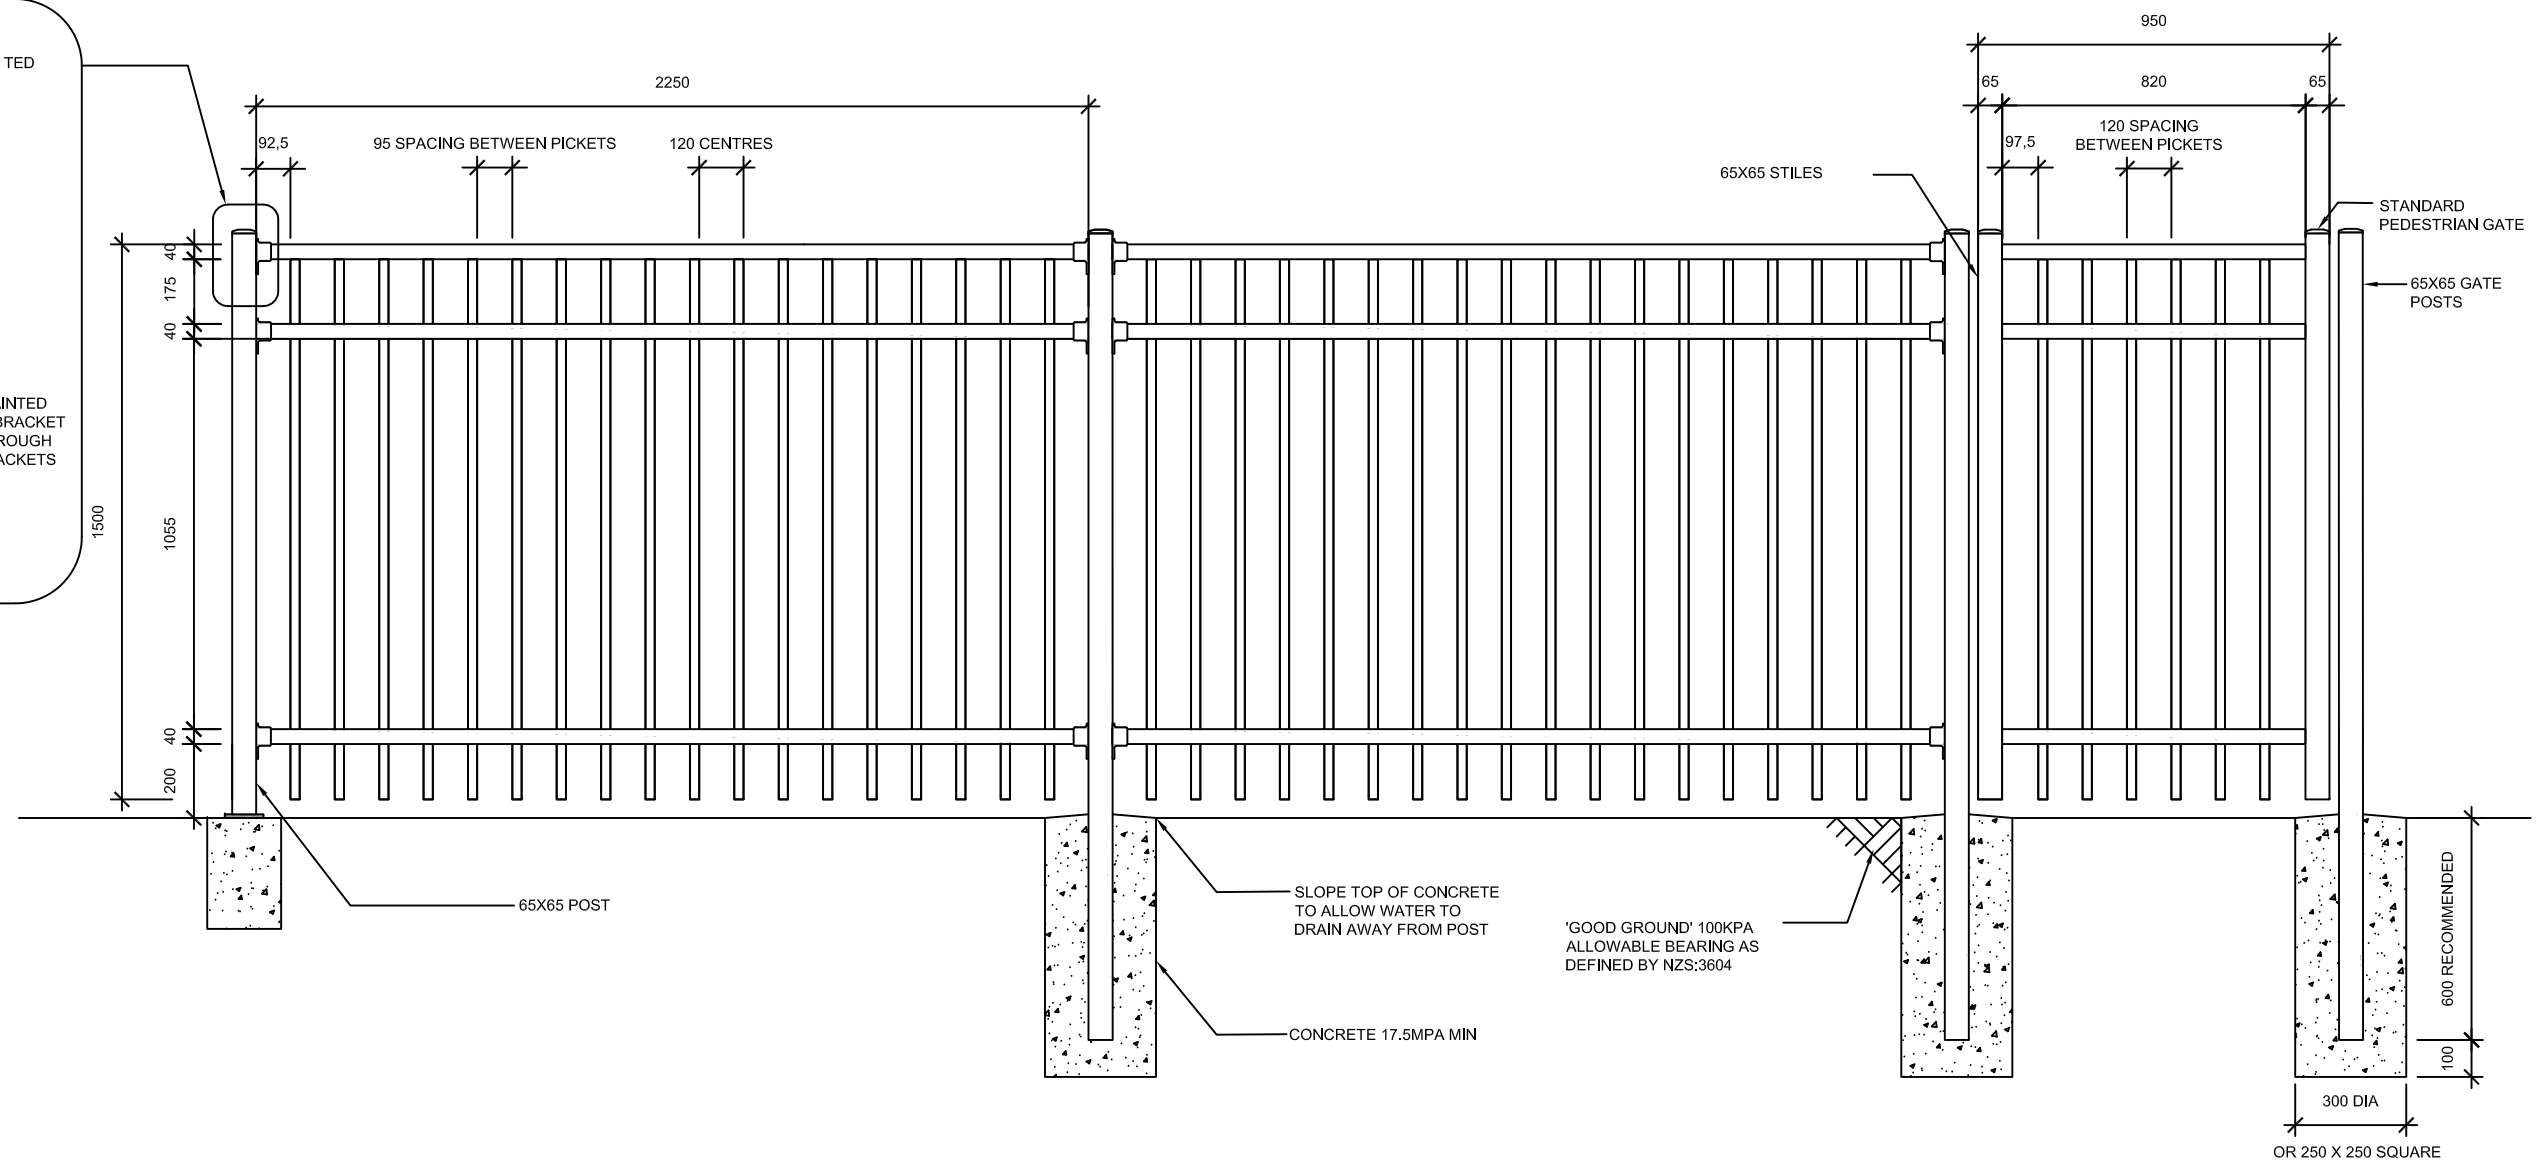 TED
AINTED
BRACKET
ROUGH
ACKETS
2250
92,5
95 SPACING BETWEEN PICKETS
120 CENTRES
950
65
820
65
97,5
120 SPACING
BETWEEN PICKETS
65X65 STILES
STANDARD
PEDESTRIAN GATE
65X65 GATE
POSTS
40
175
40
1500
1055
40
200
65X65 POST
SLOPE TOP OF CONCRETE
TO ALLOW WATER TO
DRAIN AWAY FROM POST
CONCRETE 17.5MPA MIN
'GOOD GROUND' 100KPA
ALLOWABLE BEARING AS
DEFINED BY NZS:3604
600 RECOMMENDED
100
300 DIA
OR 250 X 250 SQUARE